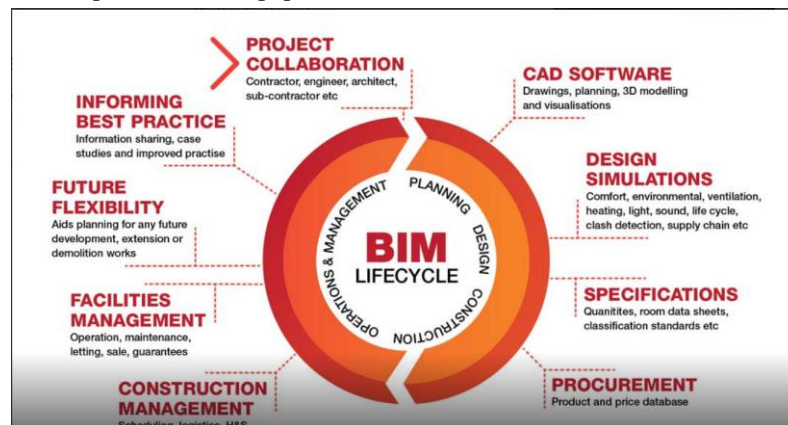 PROJECT
COLLABORATION
Contractor, engineer, architect,
sub-contractor etc
CAD SOFTWARE
Drawings, planning, 3D modelling
and visualisations
DESIGN
SIMULATIONS
Comfort, environmental, ventilation,
heating, light, sound, life cycle,
clash detection, supply chain etc
SPECIFICATIONS
Quanitites, room data sheets,
classification standards etc
PROCUREMENT
Product and price database
CONSTRUCTION
MANAGEMENT
Scheduling, logistics, H&S
FACILITIES
MANAGEMENT
Operation, maintenance,
letting, sale, guarantees
FUTURE
FLEXIBILITY
Aids planning for any future
development, extension or
demolition works
INFORMING
BEST PRACTICE
Information sharing, case
studies and improved practise
PLANNING
DESIGN
CONSTRUCTION
OPERATIONS & MANAGEMENT
BIM
LIFECYCLE